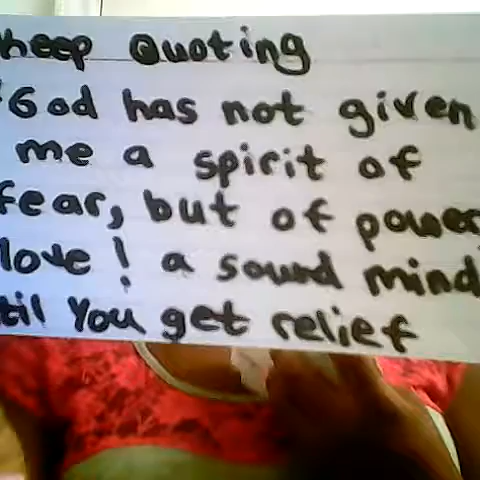 keep Quoting
"God has not given
me a spirit of
fear, but of power,
love ! a sound mind
til You get relief